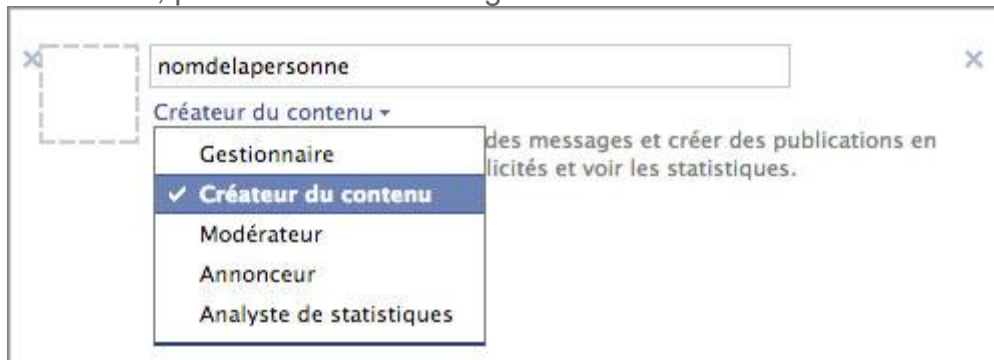 nomdelapersonne
Créateur du contenu
des messages et créer des publications en
Gestionnaire
licités et voir les statistiques.
Créateur du contenu
Modérateur
Annonceur
Analyste de statistiques